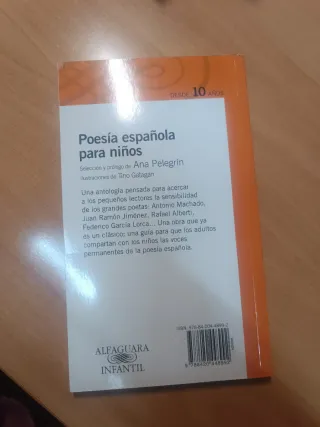 DESDE 10 AÑOS
Poesía española
para niños
Selección y prólogo de Ana Pelegrín
Ilustraciones de Tino Gatagán
Una antología pensada para acercar
a los pequeños lectores la sensibilidad
de los grandes poetas: Antonio Machado,
Juan Ramón Jiménez, Rafael Alberti,
Federico García Lorca... Una obra que ya
es un clásico; una guía para que los adultos
compartan con los niños las voces
permanentes de la poesía española.
ALFAGUARA
INFANTIL